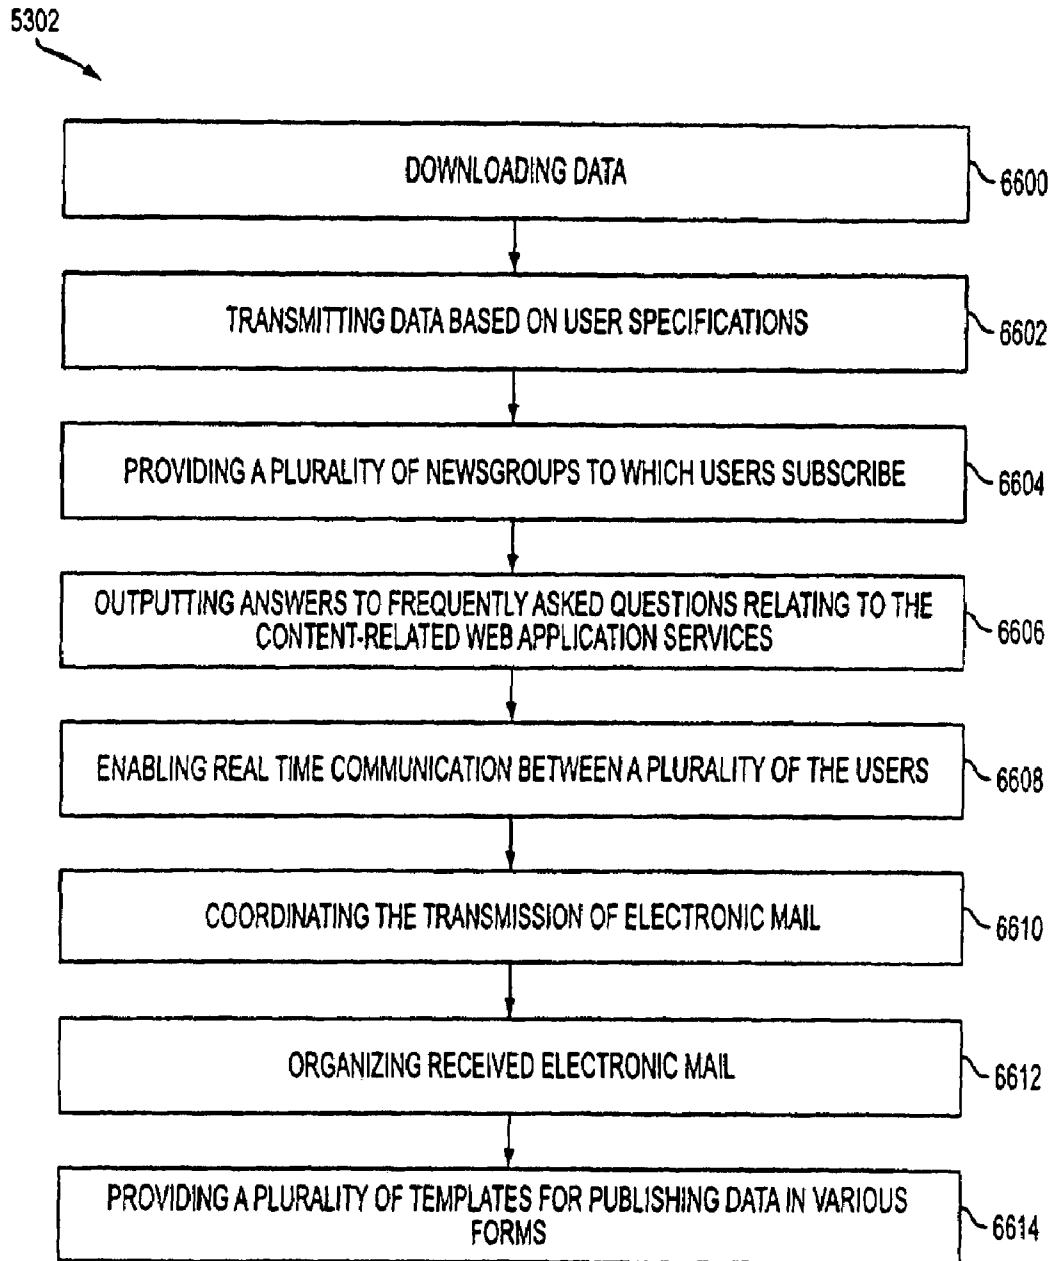 5302
DOWNLOADING DATA
6600
TRANSMITTING DATA BASED ON USER SPECIFICATIONS
6602
PROVIDING A PLURALITY OF NEWSGROUPS TO WHICH USERS SUBSCRIBE
6604
OUTPUTTING ANSWERS TO FREQUENTLY ASKED QUESTIONS RELATING TO THE
CONTENT-RELATED WEB APPLICATION SERVICES
6606
ENABLING REAL TIME COMMUNICATION BETWEEN A PLURALITY OF THE USERS
6608
COORDINATING THE TRANSMISSION OF ELECTRONIC MAIL
6610
ORGANIZING RECEIVED ELECTRONIC MAIL
6612
PROVIDING A PLURALITY OF TEMPLATES FOR PUBLISHING DATA IN VARIOUS
FORMS
6614